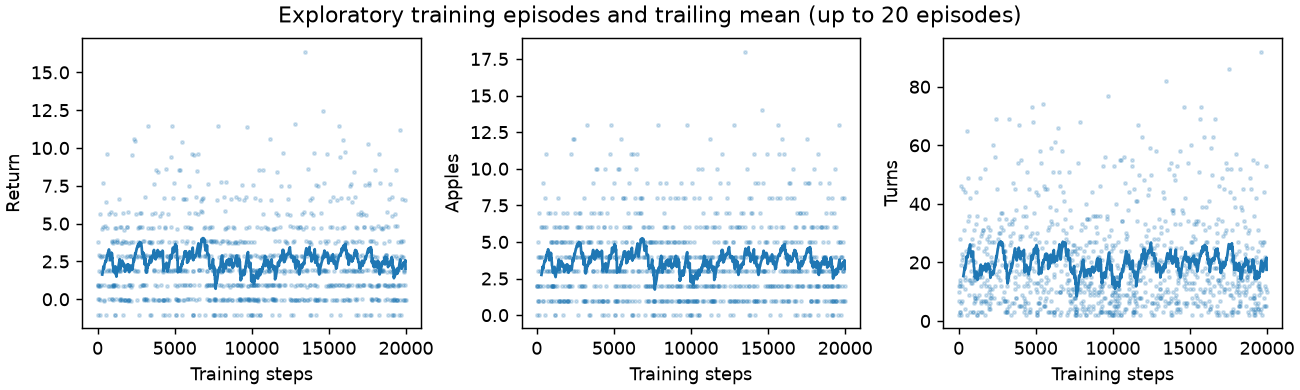 Exploratory training episodes and trailing mean (up to 20 episodes)
Return
15.0
12.5
10.0
7.5
5.0
2.5
0.0
0 5000 10000 15000 20000
Training steps
Apples
17.5
15.0
12.5
10.0
7.5
5.0
2.5
0.0
0 5000 10000 15000 20000
Training steps
Turns
80
60
40
20
0
0 5000 10000 15000 20000
Training steps